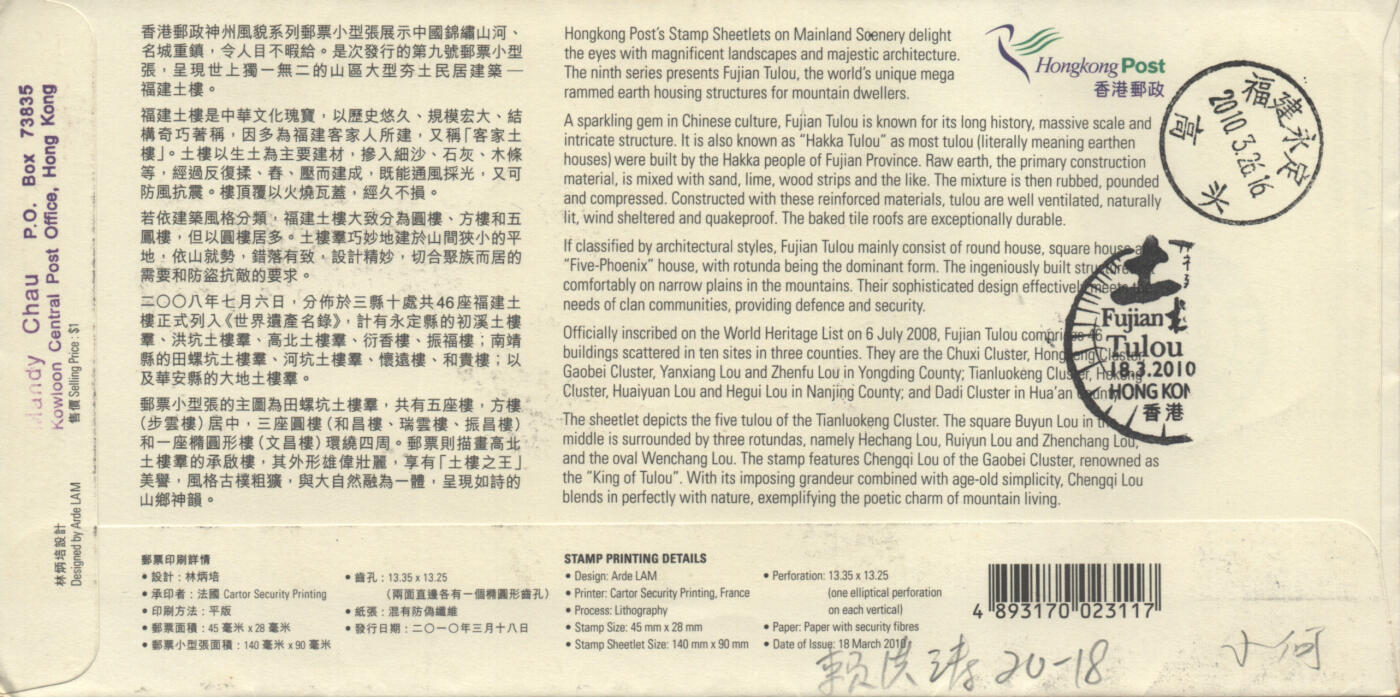 香港郵政神州風貌系列郵票小型張展示中國錦繡山河、
名城重鎮，令人目不暇給。是次發行的第九號郵票小型
張，呈現世上獨一無二的山區大型夯土民居建築 —
福建土樓。
福建土樓是中華文化瑰寶，以歷史悠久、規模宏大、結
構奇巧著稱，因多為福建客家人所建，又稱「客家土
樓」。土樓以生土為主要建材，摻入細沙、石灰、木條
等，經過反復揉、舂、壓而建成，既能通風採光，又可
防風抗震。樓頂覆以火燒瓦蓋，經久不損。
若依建築風格分類，福建土樓大致分為圓樓、方樓和五
鳳樓，但以圓樓居多。土樓羣巧妙地建於山間狹小的平
地，依山就勢，錯落有致，設計精妙，切合聚族而居的
需要和防盜抗敵的要求。
二〇〇八年七月六日，分佈於三縣十處共46座福建土
樓正式列入《世界遺產名錄》，計有永定縣的初溪土樓
羣、洪坑土樓羣、高北土樓羣、衍香樓、振福樓；南靖
縣的田螺坑土樓羣、河坑土樓羣、懷遠樓、和貴樓；以
及華安縣的大地土樓羣。
郵票小型張的主圖為田螺坑土樓羣，共有五座樓，方樓
(步雲樓) 居中，三座圓樓 (和昌樓、瑞雲樓、振昌樓)
和一座橢圓形樓 (文昌樓) 環繞四周。郵票則描畫高北
土樓羣的承啟樓，其外形雄偉壯麗，享有「土樓之王」
美譽，風格古樸粗獷，與大自然融為一體，呈現如詩的
山鄉神韻。
Hongkong Post's Stamp Sheetlets on Mainland Scenery delight
the eyes with magnificent landscapes and majestic architecture.
The ninth series presents Fujian Tulou, the world's unique mega
rammed earth housing structures for mountain dwellers.
A sparkling gem in Chinese culture, Fujian Tulou is known for its long history, massive scale and
intricate structure. It is also known as "Hakka Tulou" as most tulou (literally meaning earthen
houses) were built by the Hakka people of Fujian Province. Raw earth, the primary construction
material, is mixed with sand, lime, wood strips and the like. The mixture is then rubbed, pounded
and compressed. Constructed with these reinforced materials, tulou are well ventilated, naturally
lit, wind sheltered and quakeproof. The baked tile roofs are exceptionally durable.
If classified by architectural styles, Fujian Tulou mainly consist of round house, square house
"Five-Phoenix" house, with rotunda being the dominant form. The ingeniously built
comfortably on narrow plains in the mountains. Their sophisticated design effectively meets
needs of clan communities, providing defence and security.
Officially inscribed on the World Heritage List on 6 July 2008, Fujian Tulou comprises 46
buildings scattered in ten sites in three counties. They are the Chuxi Cluster, Hongkeng Cluster,
Gaobei Cluster, Yanxiang Lou and Zhenfu Lou in Yongding County; Tianluokeng Cluster, Hekeng
Cluster, Huaiyuan Lou and Hegui Lou in Nanjing County; and Dadi Cluster in Hua'an County.
The sheetlet depicts the five tulou of the Tianluokeng Cluster. The square Buyun Lou in the
middle is surrounded by three rotundas, namely Hechang Lou, Ruiyun Lou and Zhenchang Lou,
and the oval Wenchang Lou. The stamp features Chengqi Lou of the Gaobei Cluster, renowned as
the "King of Tulou". With its imposing grandeur combined with age-old simplicity, Chengqi Lou
blends in perfectly with nature, exemplifying the poetic charm of mountain living.
Hongkong Post
香港郵政
福建永定
2010.3.26.16
高头
土
Fujian
Tulou
18.3.2010
HONG KON
香港
Mandy Chau P.O. Box 73835
Kowloon Central Post Office, Hong Kong
售價 Selling Price : $1
林炳培設計
Designed by Arde LAM
郵票印刷詳情
• 設計 : 林炳培
• 承印者 : 法國 Cartor Security Printing
• 印刷方法 : 平版
• 郵票面積 : 45 毫米 x 28 毫米
• 郵票小型張面積 : 140 毫米 x 90 毫米
• 齒孔 : 13.35 x 13.25
(兩面直邊各有一個橢圓形齒孔)
• 紙張 : 混有防偽纖維
• 發行日期 : 二〇一〇年三月十八日
STAMP PRINTING DETAILS
• Design: Arde LAM
• Printer: Cartor Security Printing, France
• Process: Lithography
• Stamp Size: 45 mm x 28 mm
• Stamp Sheetlet Size: 140 mm x 90 mm
• Perforation: 13.35 x 13.25
(one elliptical perforation
on each vertical)
• Paper: Paper with security fibres
• Date of Issue: 18 March 2010
4 893170 023117
20-18
小何